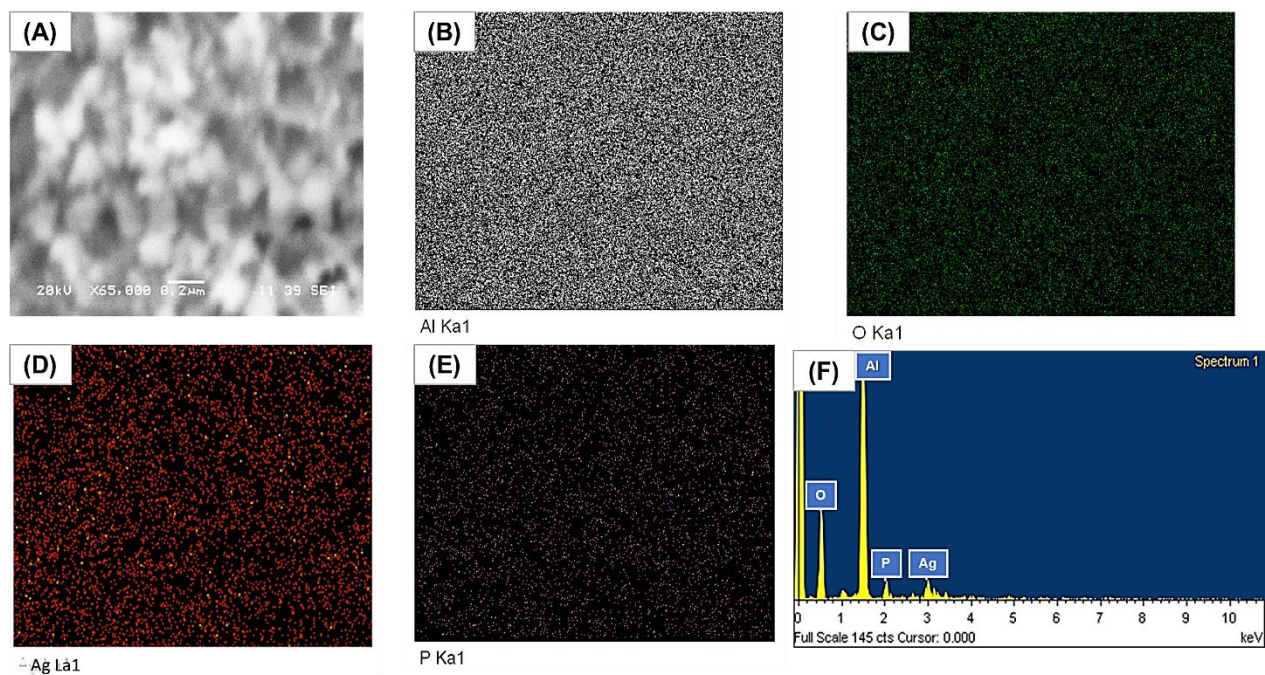 (A)
20kV X65,000 0.2µm 11 39 SEI
(B)
Al Ka1
(C)
O Ka1
(D)
Ag La1
(E)
P Ka1
(F)
Spectrum 1
Al
O
P
Ag
0 1 2 3 4 5 6 7 8 9 10
Full Scale 145 cts Cursor: 0.000
keV